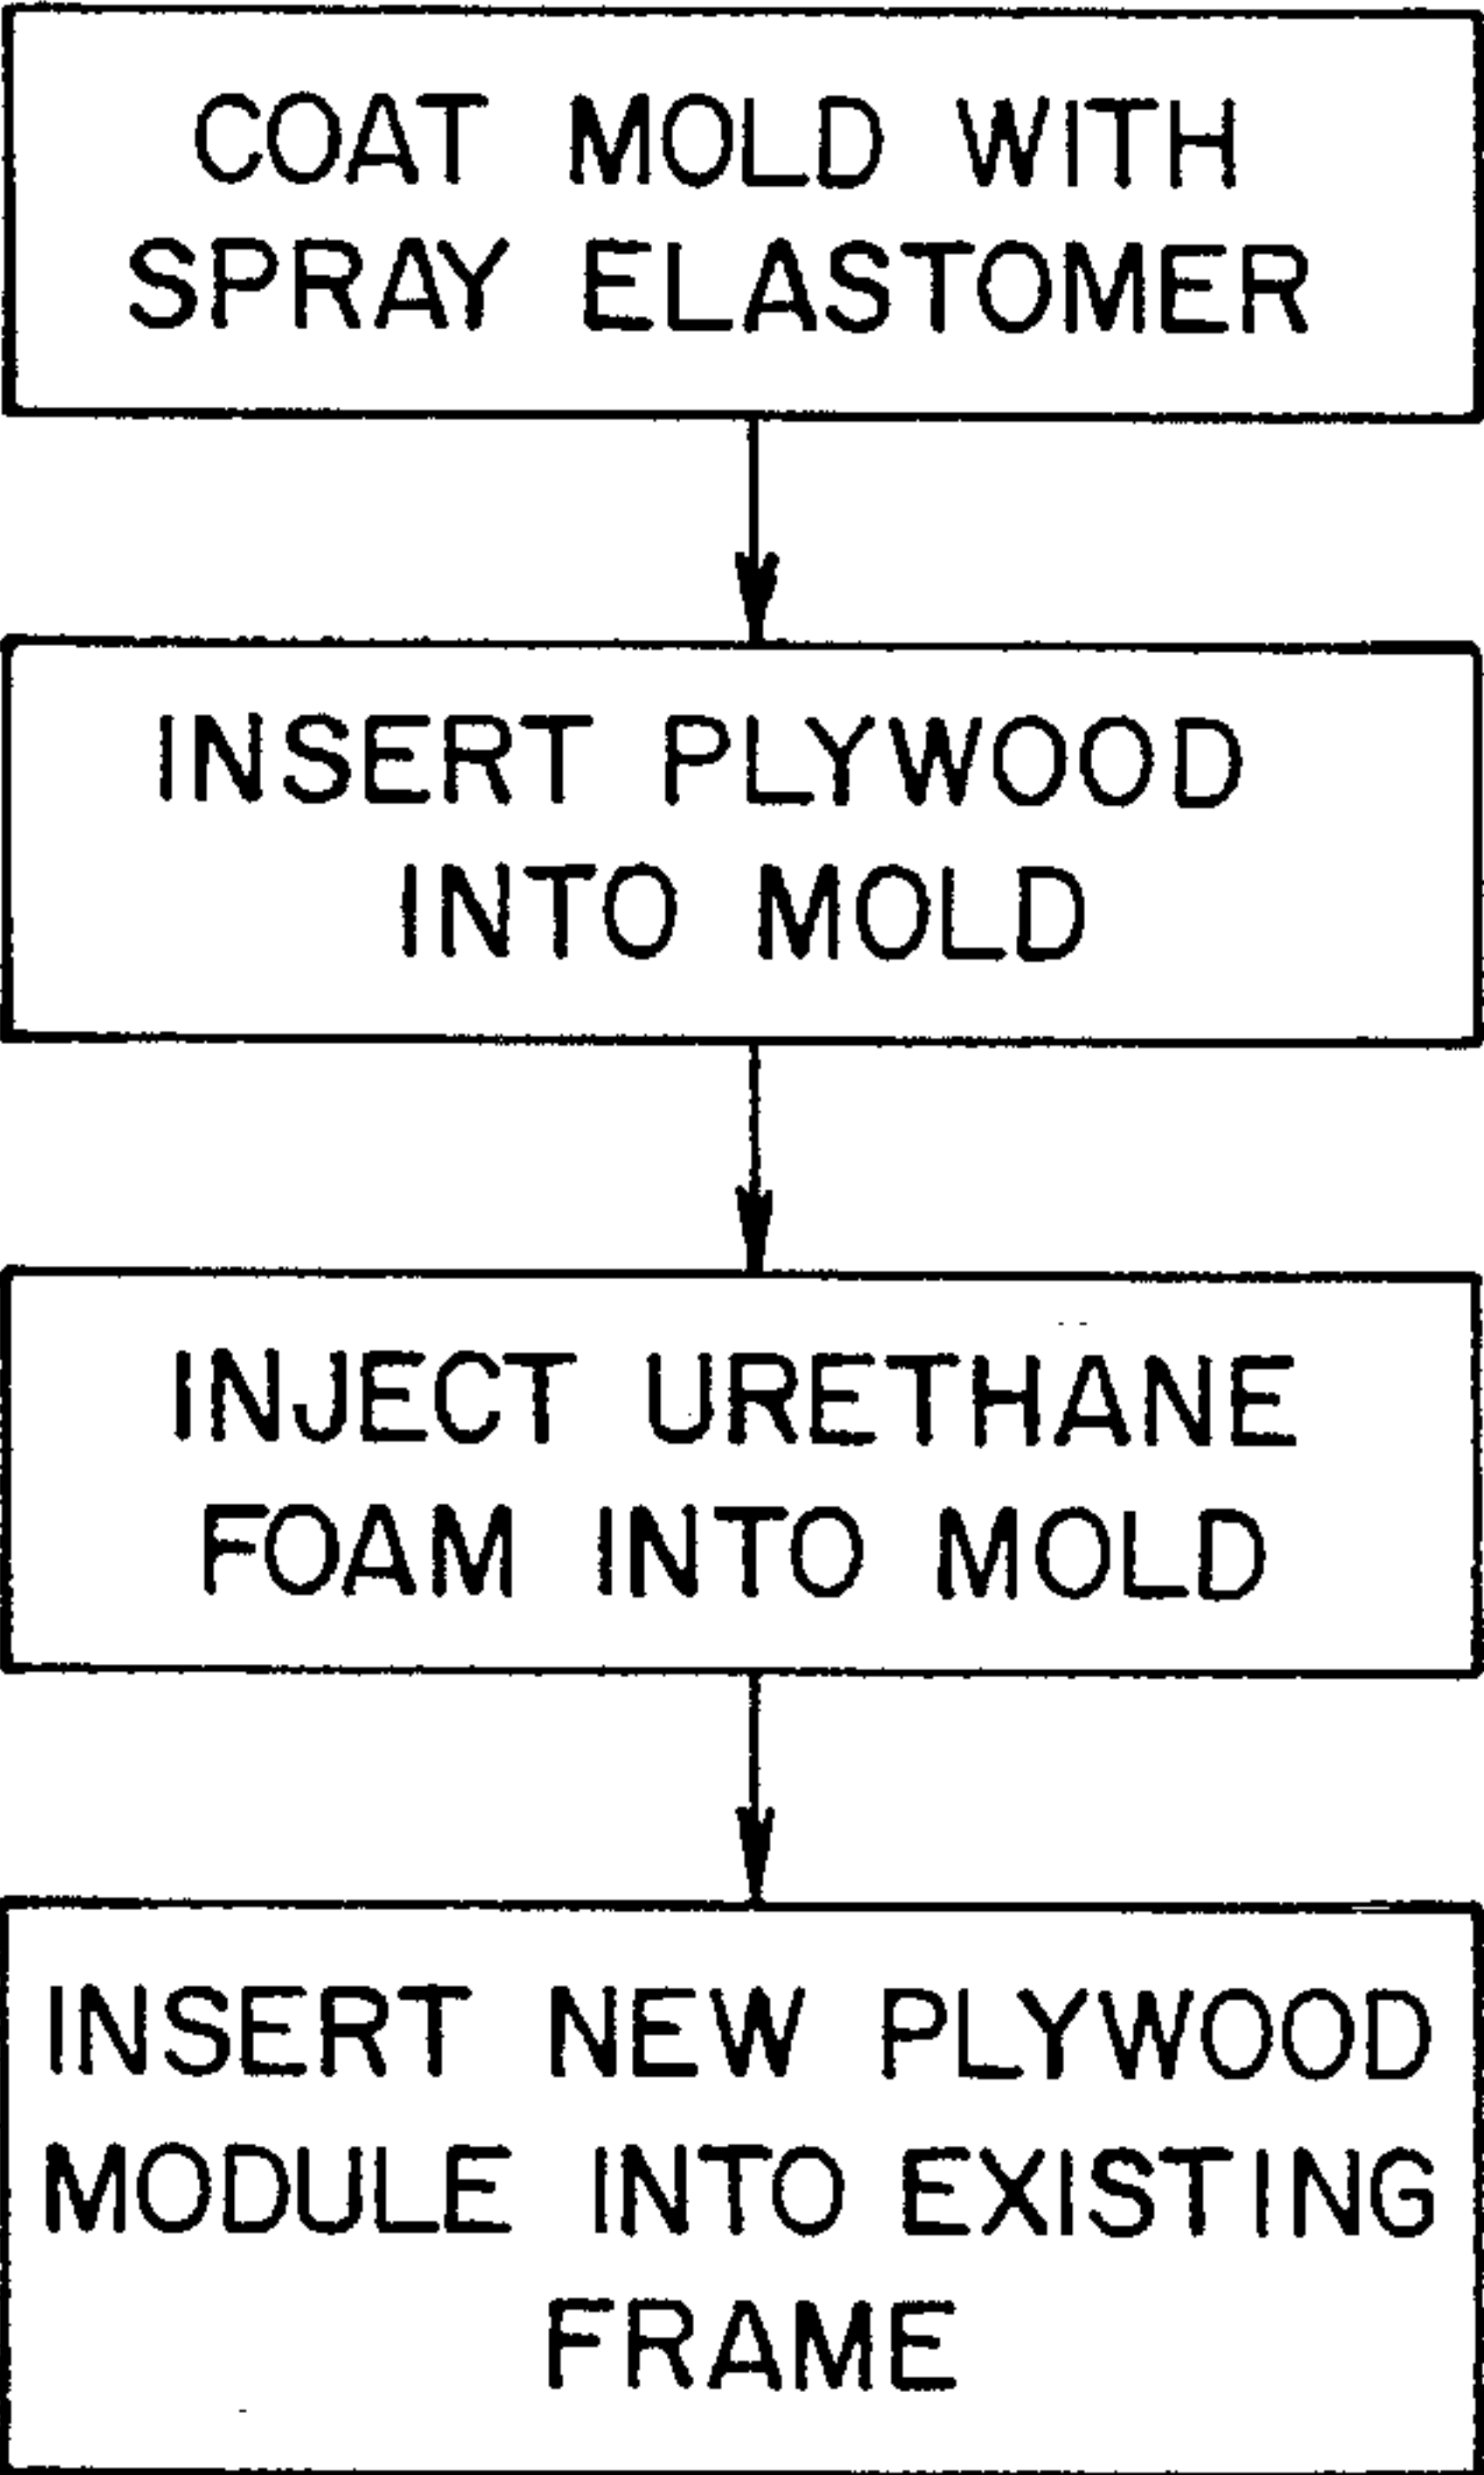 COAT MOLD WITH
SPRAY ELASTOMER
INSERT PLYWOOD
INTO MOLD
INJECT URETHANE
FOAM INTO MOLD
INSERT NEW PLYWOOD
MODULE INTO EXISTING
FRAME